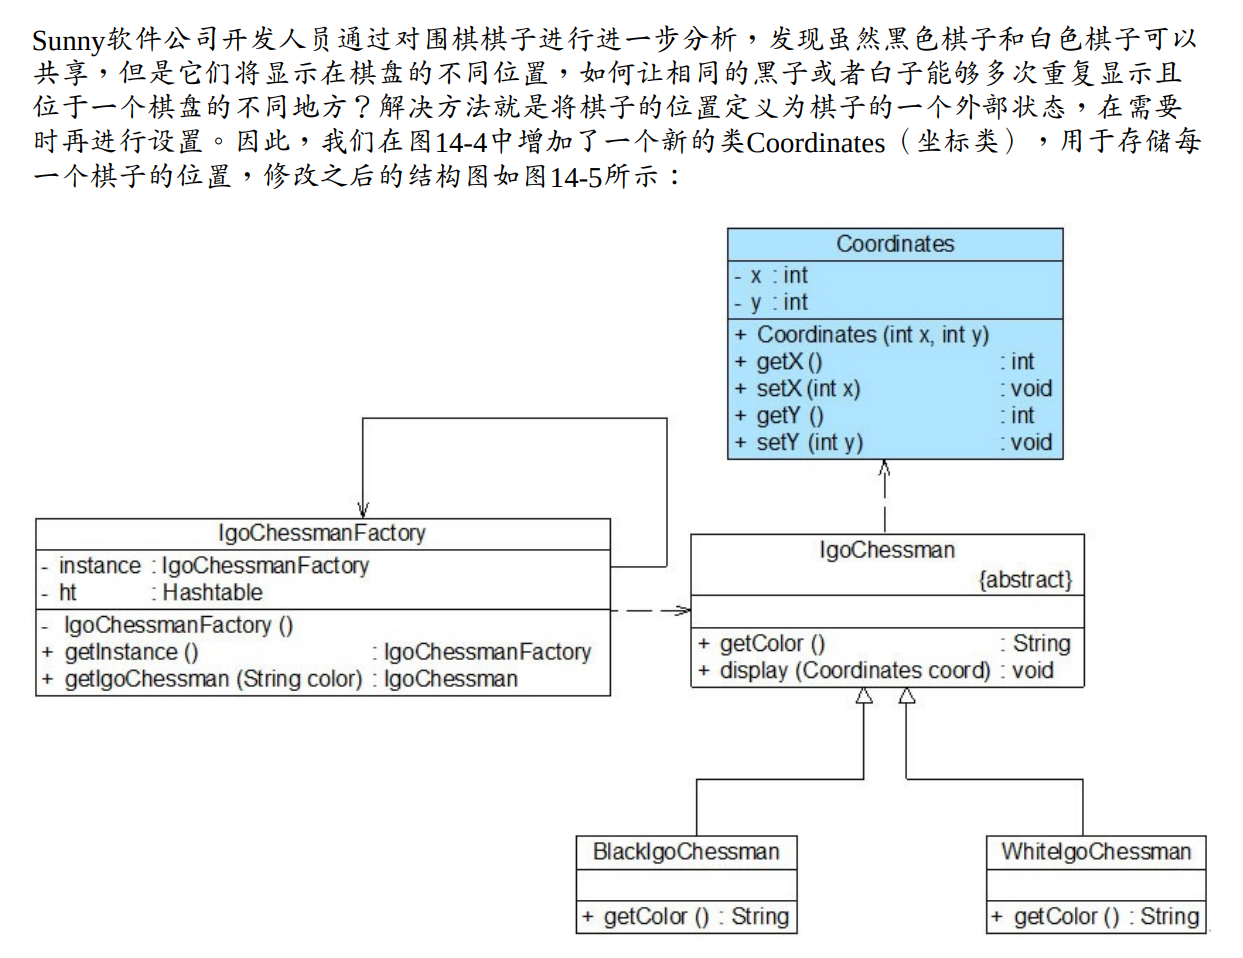 Sunny软件公司开发人员通过对围棋棋子进行进一步分析，发现虽然黑色棋子和白色棋子可以
共享，但是它们将显示在棋盘的不同位置，如何让相同的黑子或者白子能够多次重复显示且
位于一个棋盘的不同地方？解决方法就是将棋子的位置定义为棋子的一个外部状态，在需要
时再进行设置。因此，我们在图14-4中增加了一个新的类Coordinates（坐标类），用于存储每
一个棋子的位置，修改之后的结构图如图14-5所示：
Coordinates
- x : int
- y : int
+ Coordinates (int x, int y)
+ getX () : int
+ setX (int x) : void
+ getY () : int
+ setY (int y) : void
IgoChessmanFactory
- instance : IgoChessmanFactory
- ht : Hashtable
- IgoChessmanFactory ()
+ getInstance () : IgoChessmanFactory
+ getIgoChessman (String color) : IgoChessman
IgoChessman
{abstract}
+ getColor () : String
+ display (Coordinates coord) : void
BlackIgoChessman
+ getColor () : String
WhiteIgoChessman
+ getColor () : String